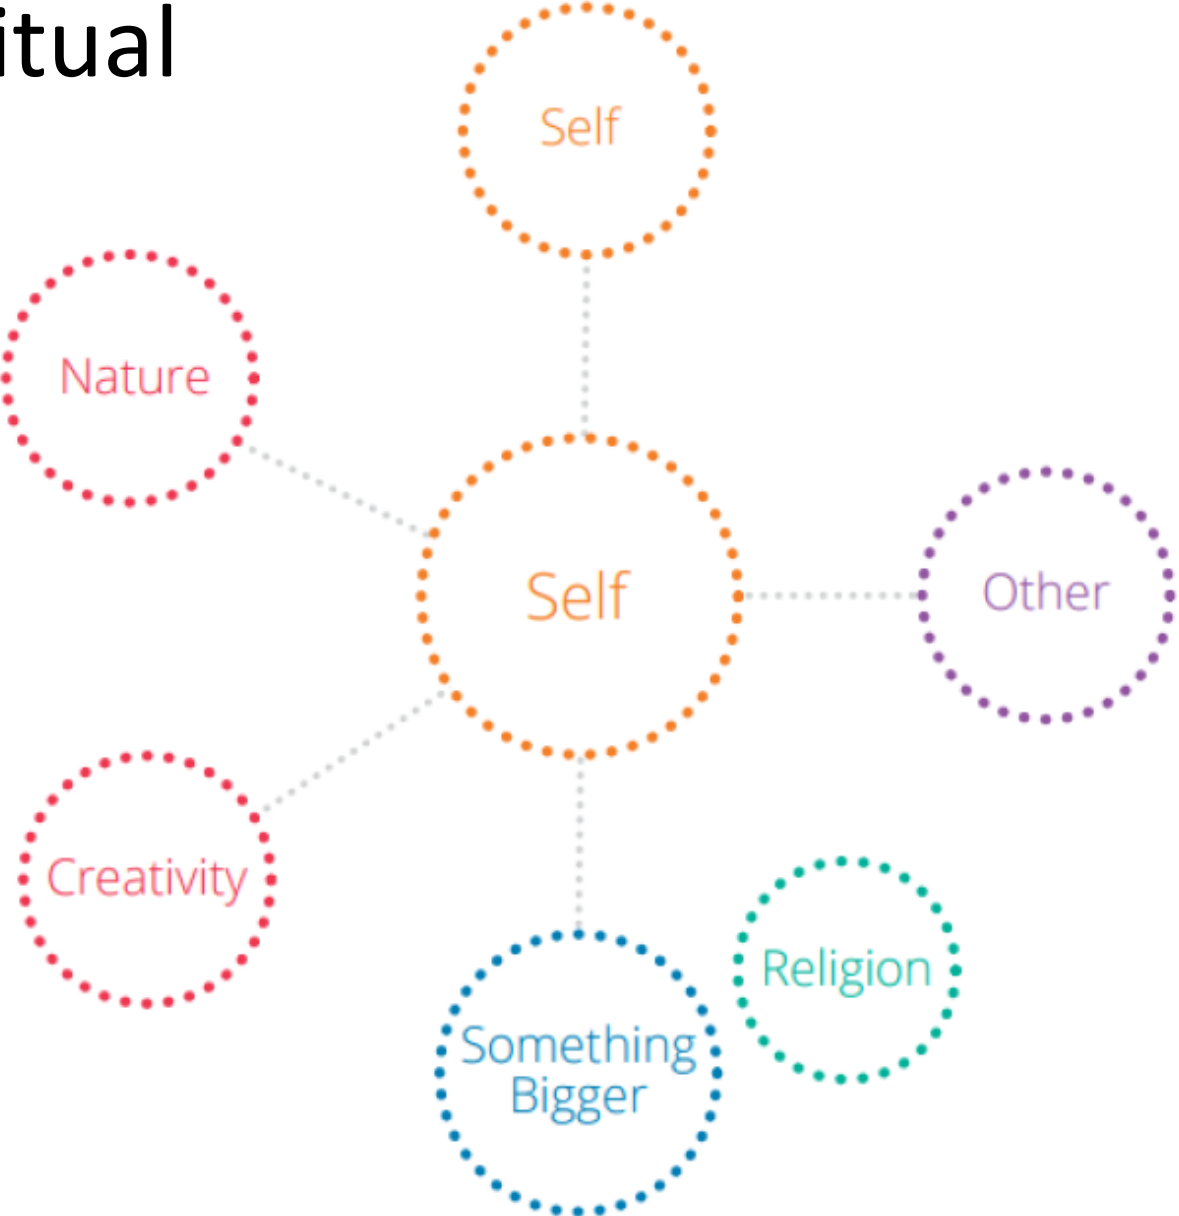 itual
Self
Nature
Self
Other
Creativity
Religion
Something
Bigger